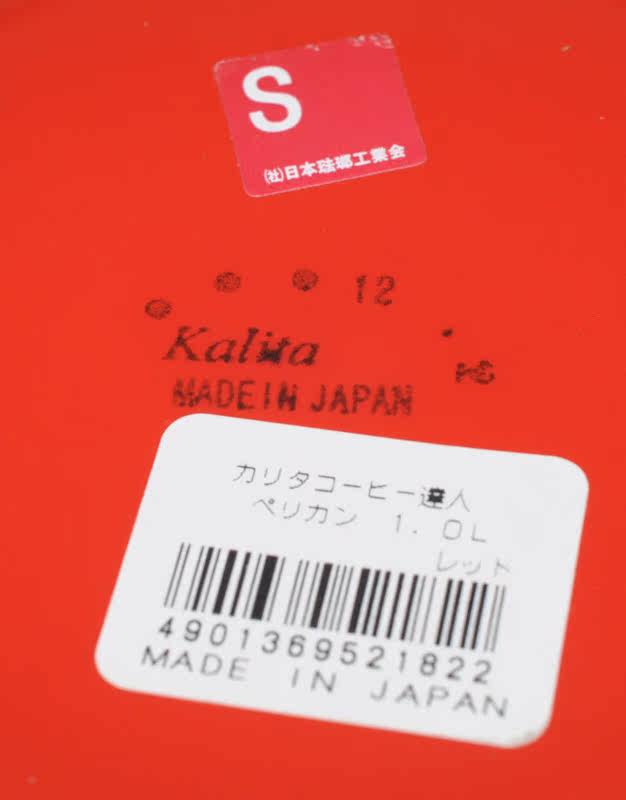 S
(社)日本琺瑯工業会
12
Kalita
MADE IN JAPAN
カリタコーヒー達人
ペリカン 1.0L
レッド
4901369521822
MADE IN JAPAN